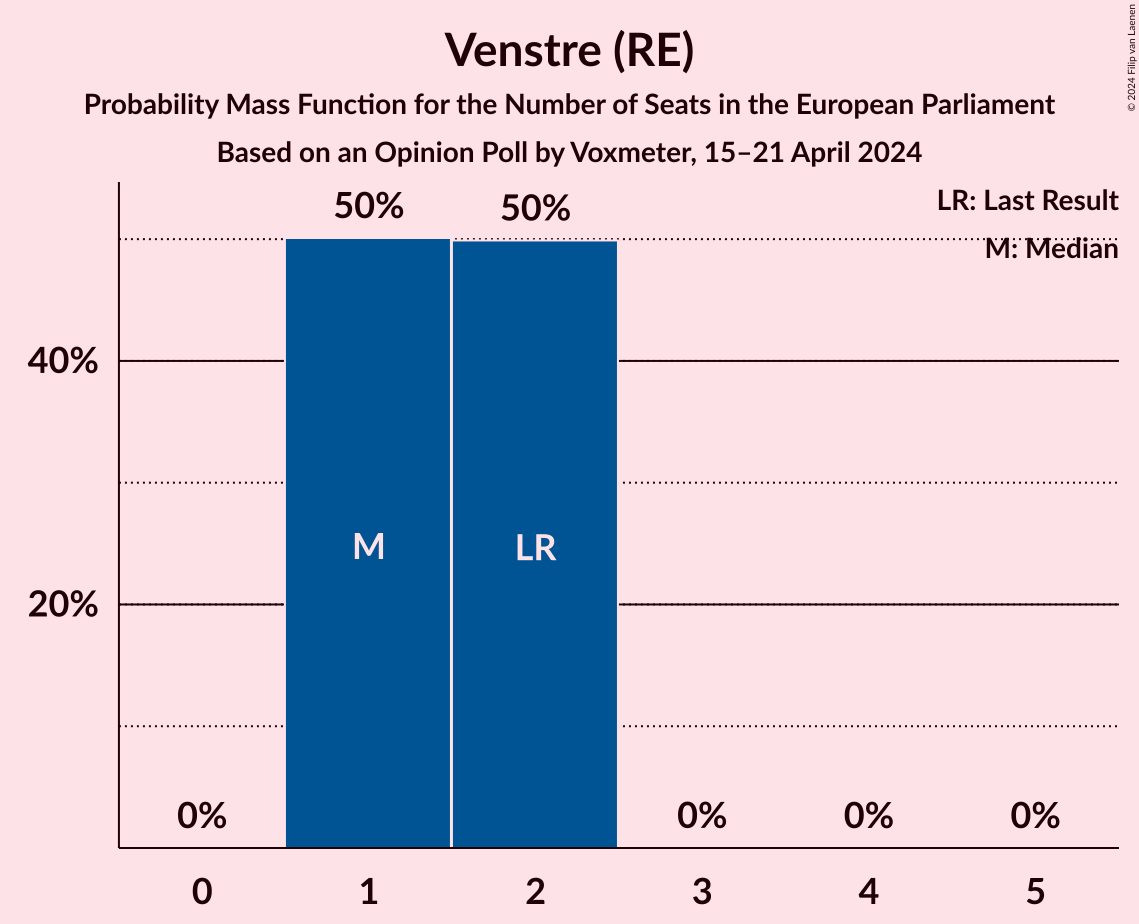 Venstre (RE)
Probability Mass Function for the Number of Seats in the European Parliament
Based on an Opinion Poll by Voxmeter, 15–21 April 2024
© 2024 Filip van Laenen
LR: Last Result
M: Median
50%
50%
40%
20%
M
LR
0%
0%
0%
0%
0
1
2
3
4
5